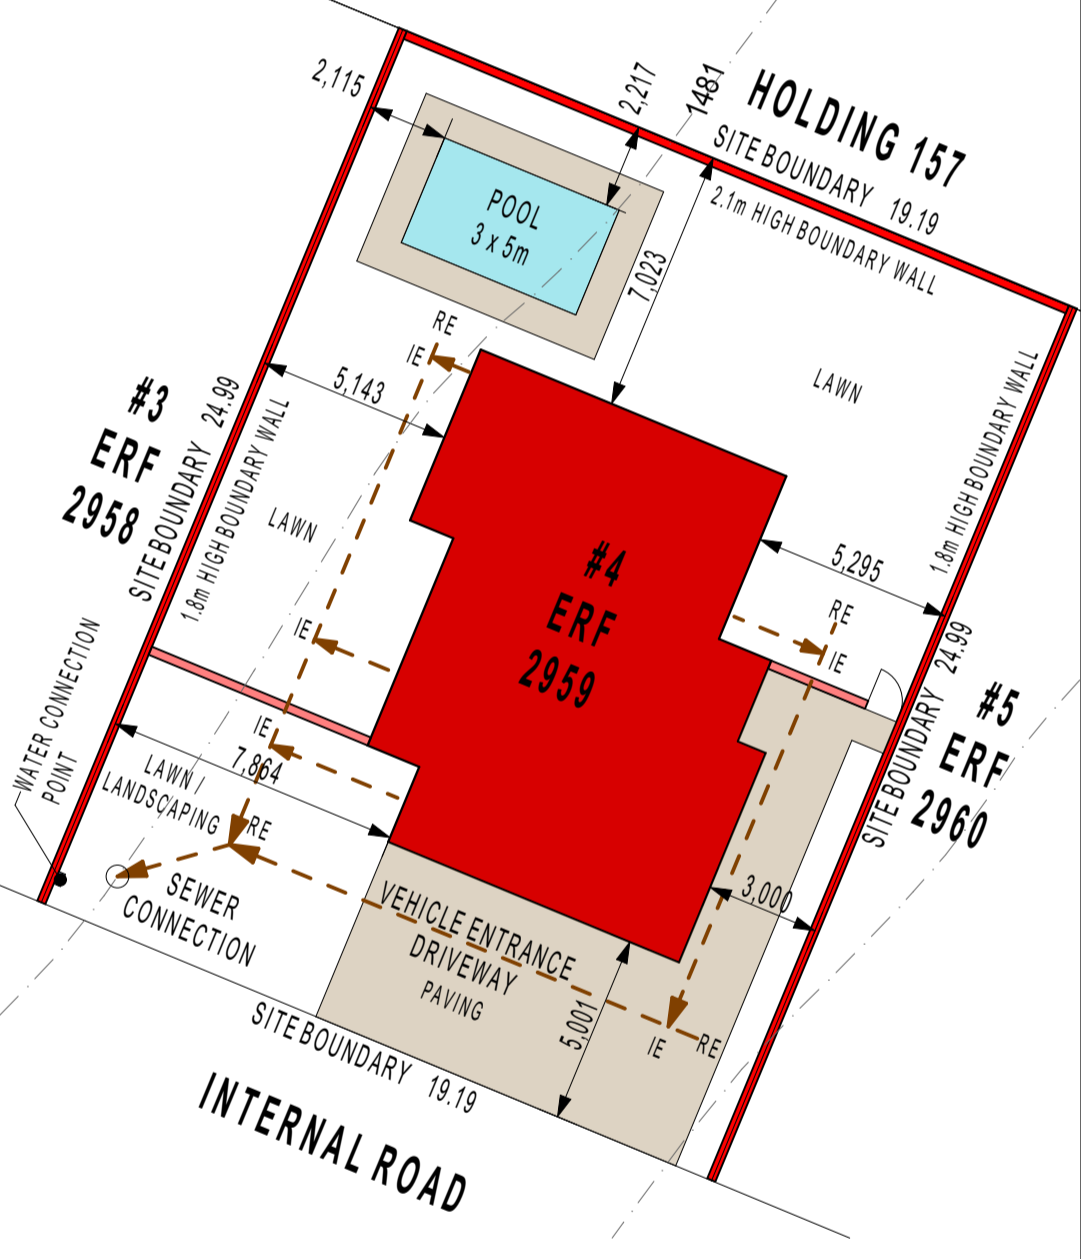 2,115
2,217
1481
HOLDING 157
SITE BOUNDARY 19.19
2.1m HIGH BOUNDARY WALL
POOL
3 x 5m
7,023
RE
IE
5,143
LAWN
1.8m HIGH BOUNDARY WALL
#3
ERF
2958
SITE BOUNDARY 24.99
1.8m HIGH BOUNDARY WALL
LAWN
#4
ERF
2959
5,295
RE
IE
IE
SITE BOUNDARY 24.99
#5
ERF
2960
WATER CONNECTION
POINT
IE
7,864
LAWN /
LANDSCAPING
RE
SEWER
CONNECTION
VEHICLE ENTRANCE
DRIVEWAY
PAVING
3,000
5,001
IE
RE
SITE BOUNDARY 19.19
INTERNAL ROAD